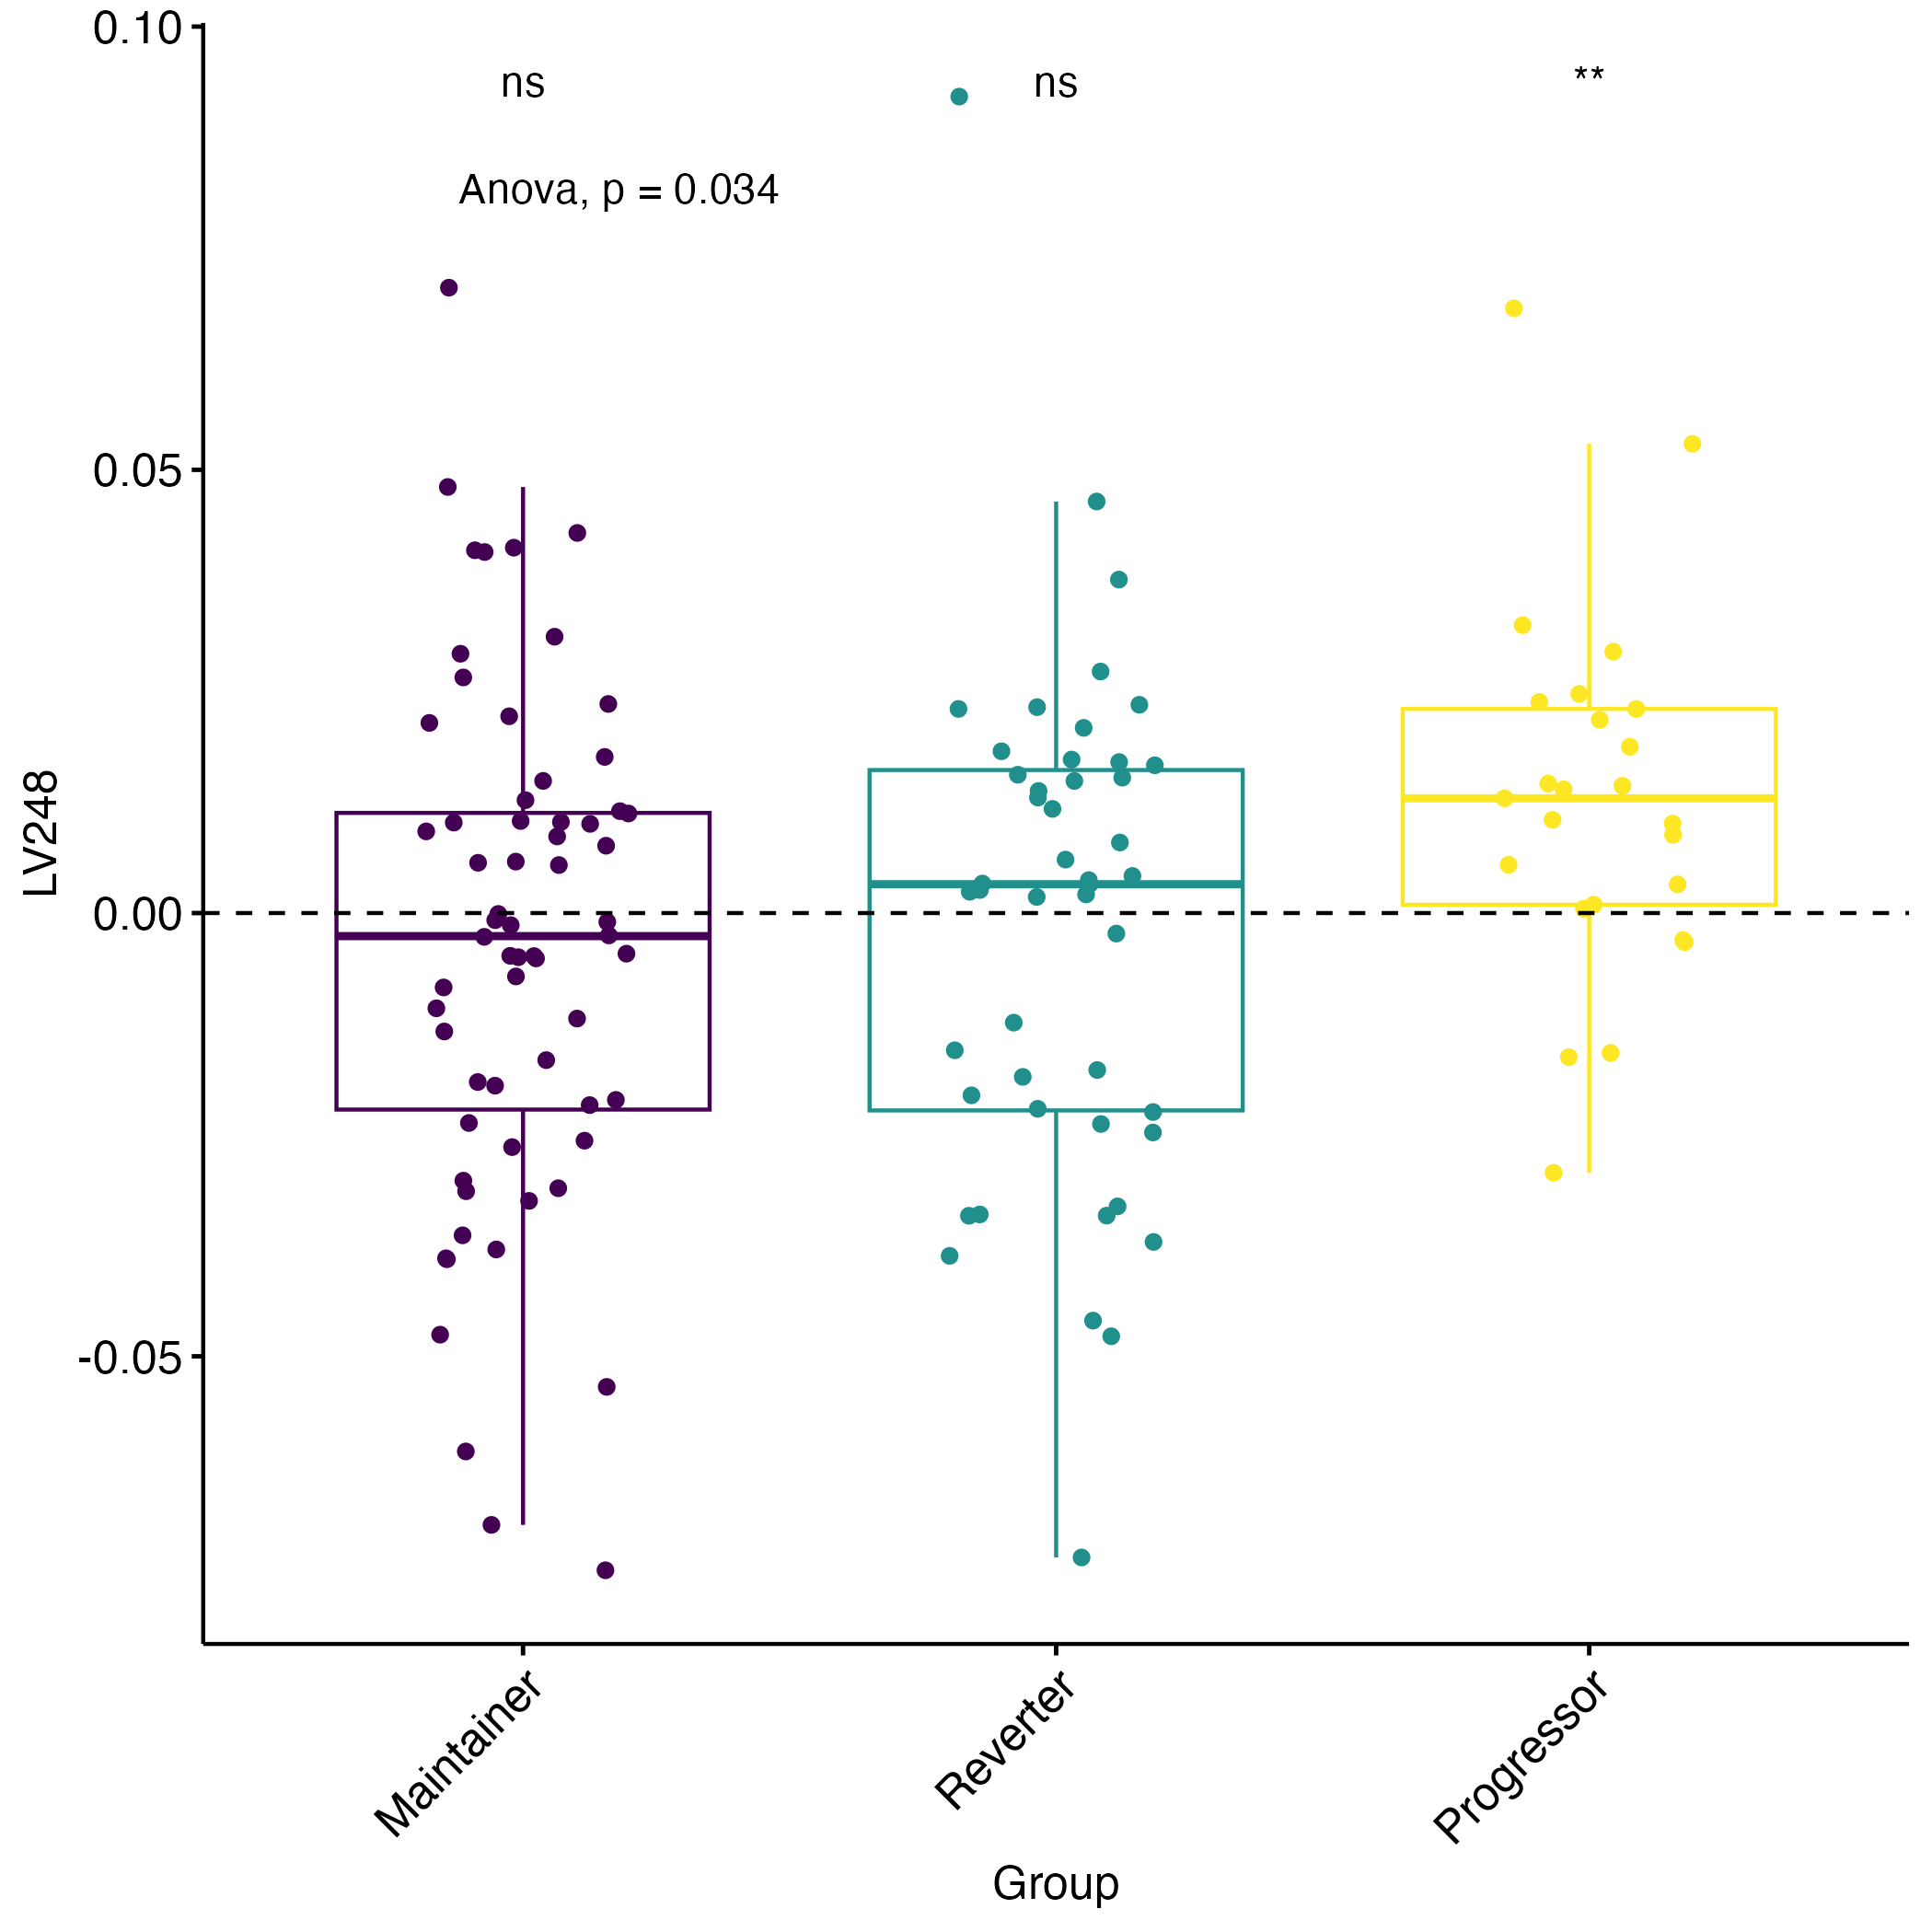 ns
ns
**
Anova, p = 0.034
LV248
0.10
0.05
0.00
-0.05
Maintainer
Reverter
Progressor
Group